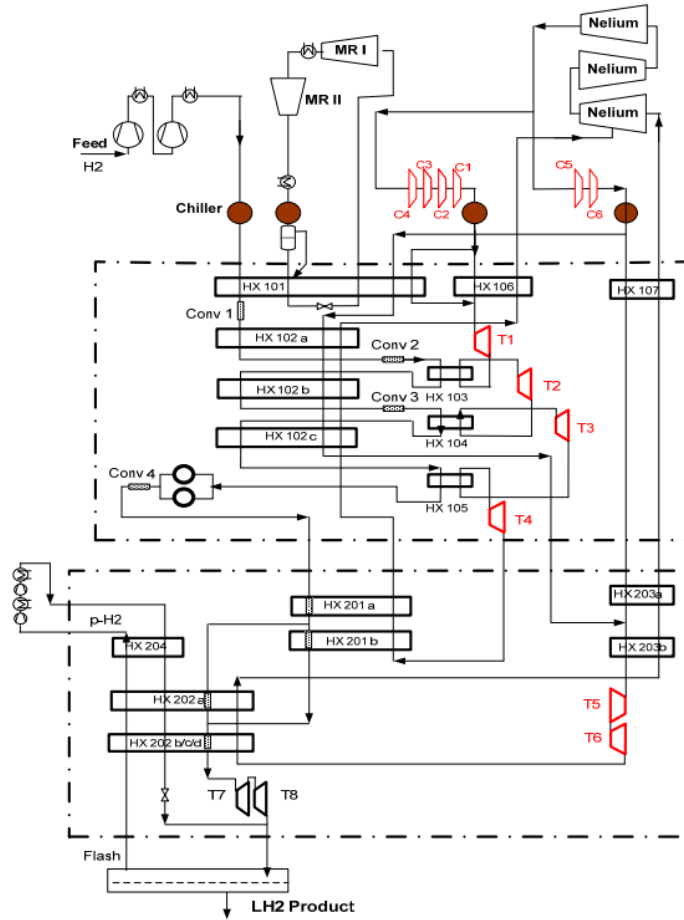 Nelium
MR I
Nelium
MR II
Nelium
Feed
H2
C3
C1
C5
C4
C2
C6
Chiller
HX 101
HX 106
HX 107
Conv 1
HX 102 a
Conv 2
T1
HX 103
T2
HX 102 b
Conv 3
HX 104
T3
HX 102 c
Conv 4
HX 105
T4
HX 203a
HX 201 a
p-H2
HX 204
HX 201 b
HX 203b
HX 202 a
T5
HX 202 b/c/d
T6
T7
T8
Flash
LH2 Product